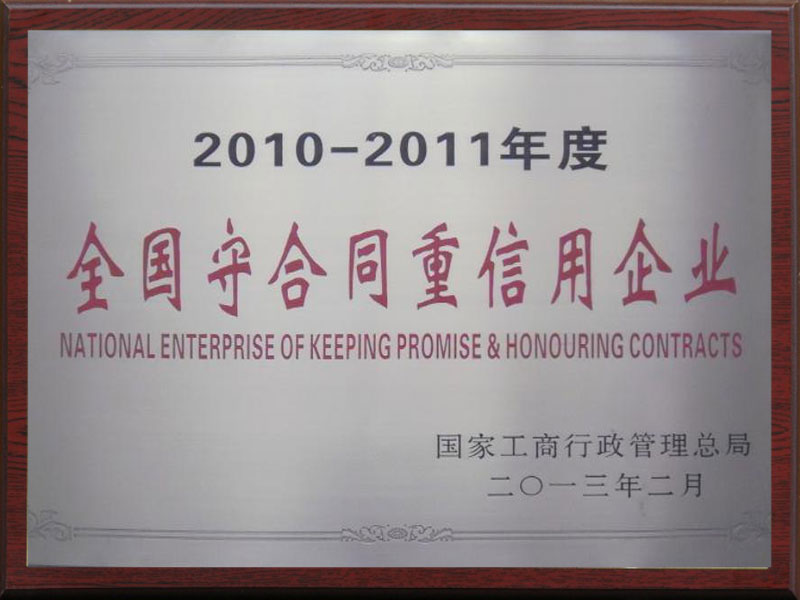 2010-2011年度
全国守合同重信用企业
NATIONAL ENTERPRISE OF KEEPING PROMISE & HONOURING CONTRACTS
国家工商行政管理总局
二〇一三年二月